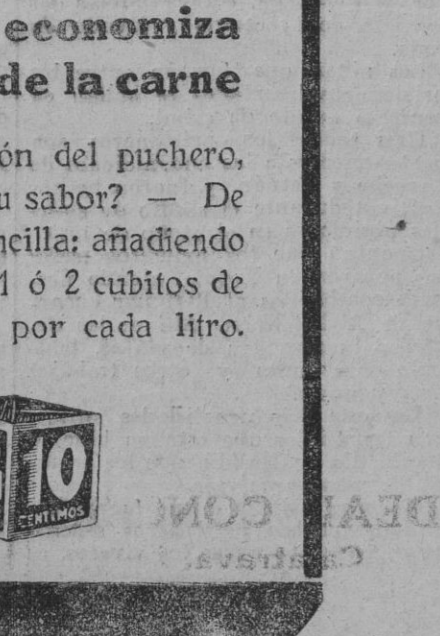 economiza
de la carne
ón del puchero,
u sabor? — De
ncilla: añadiendo
1 ó 2 cubitos de
por cada litro.
10
CENTIMOS